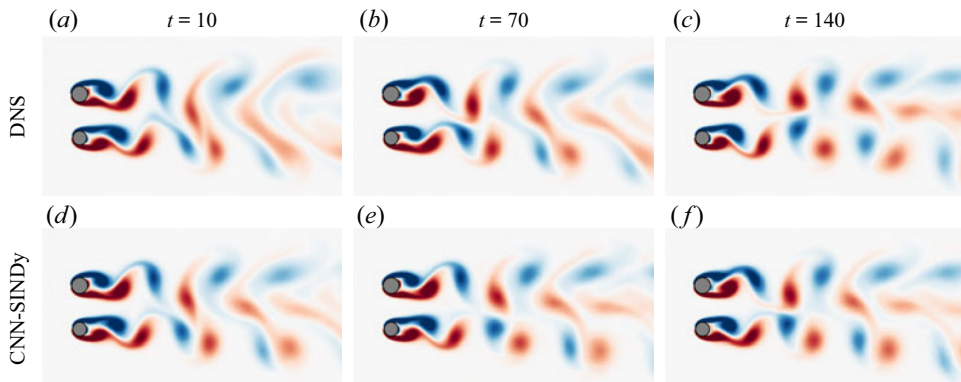 (a) t = 10 (b) t = 70 (c) t = 140
DNS
(d) (e) (f)
CNN-SINDy